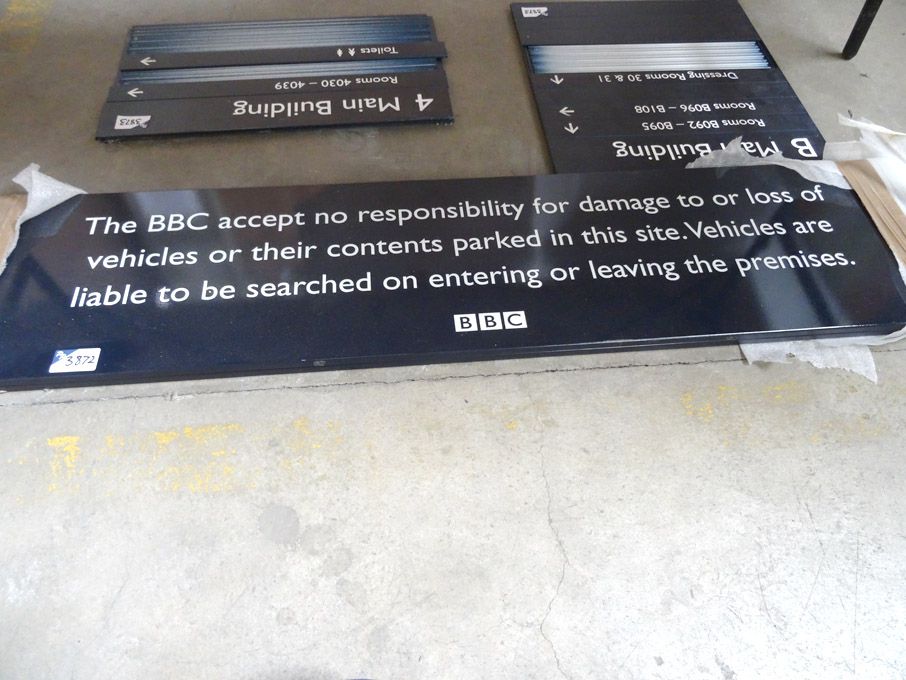 4 Main Building
← Rooms 4030 – 4039
← Toilets
3873
B Main Building
Rooms B092 – B095
Rooms B096 – B108
Dressing Rooms 30 & 31
The BBC accept no responsibility for damage to or loss of
vehicles or their contents parked in this site. Vehicles are
liable to be searched on entering or leaving the premises.
BBC
3872